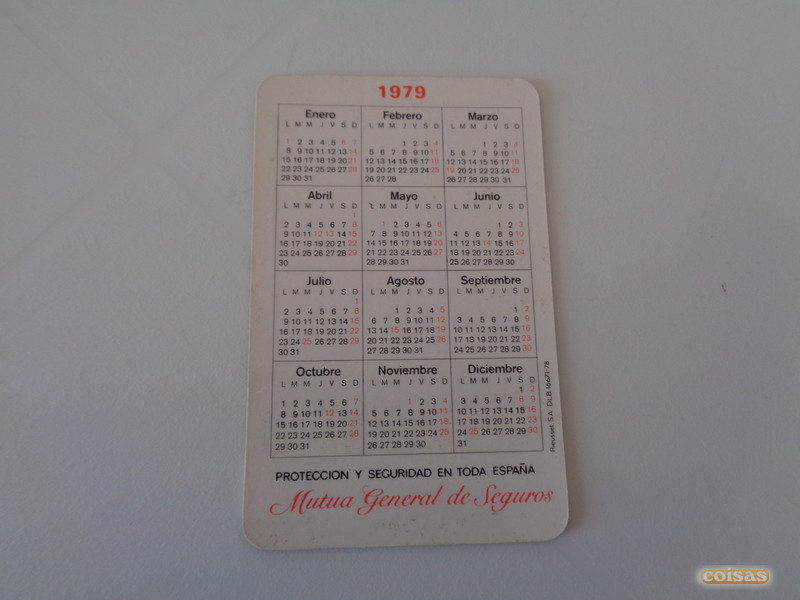 1979
Enero Febrero Marzo
L M M J V S D L M M J V S D L M M J V S D
1 2 3 4 5 6 7 1 2 3 4 1 2 3 4
8 9 10 11 12 13 14 5 6 7 8 9 10 11 5 6 7 8 9 10 11
15 16 17 18 19 20 21 12 13 14 15 16 17 18 12 13 14 15 16 17 18
22 23 24 25 26 27 28 19 20 21 22 23 24 25 19 20 21 22 23 24 25
29 30 31 26 27 28 26 27 28 29 30 31
Abril Mayo Junio
L M M J V S D L M M J V S D L M M J V S D
1
2 3 4 5 6 7 8 1 2 3 4 5 6 1 2 3
9 10 11 12 13 14 15 7 8 9 10 11 12 13 4 5 6 7 8 9 10
16 17 18 19 20 21 22 14 15 16 17 18 19 20 11 12 13 14 15 16 17
23 24 25 26 27 28 29 21 22 23 24 25 26 27 18 19 20 21 22 23 24
30 28 29 30 31 25 26 27 28 29 30
Julio Agosto Septiembre
L M M J V S D L M M J V S D L M M J V S D
1
2 3 4 5 6 7 8 1 2 3 4 5 1 2
9 10 11 12 13 14 15 6 7 8 9 10 11 12 3 4 5 6 7 8 9
16 17 18 19 20 21 22 13 14 15 16 17 18 19 10 11 12 13 14 15 16
23 24 25 26 27 28 29 20 21 22 23 24 25 26 17 18 19 20 21 22 23
30 31 27 28 29 30 31 24 25 26 27 28 29 30
Octubre Noviembre Diciembre
L M M J V S D L M M J V S D L M M J V S D
1 2
1 2 3 4 5 6 7 1 2 3 4 3 4 5 6 7 8 9
8 9 10 11 12 13 14 5 6 7 8 9 10 11 10 11 12 13 14 15 16
15 16 17 18 19 20 21 12 13 14 15 16 17 18 17 18 19 20 21 22 23
22 23 24 25 26 27 28 19 20 21 22 23 24 25 24 25 26 27 28 29 30
29 30 31 26 27 28 29 30 31
Rieusset, S.A. DLB 16671-78
PROTECCION Y SEGURIDAD EN TODA ESPAÑA
Mutua General de Seguros
coisas